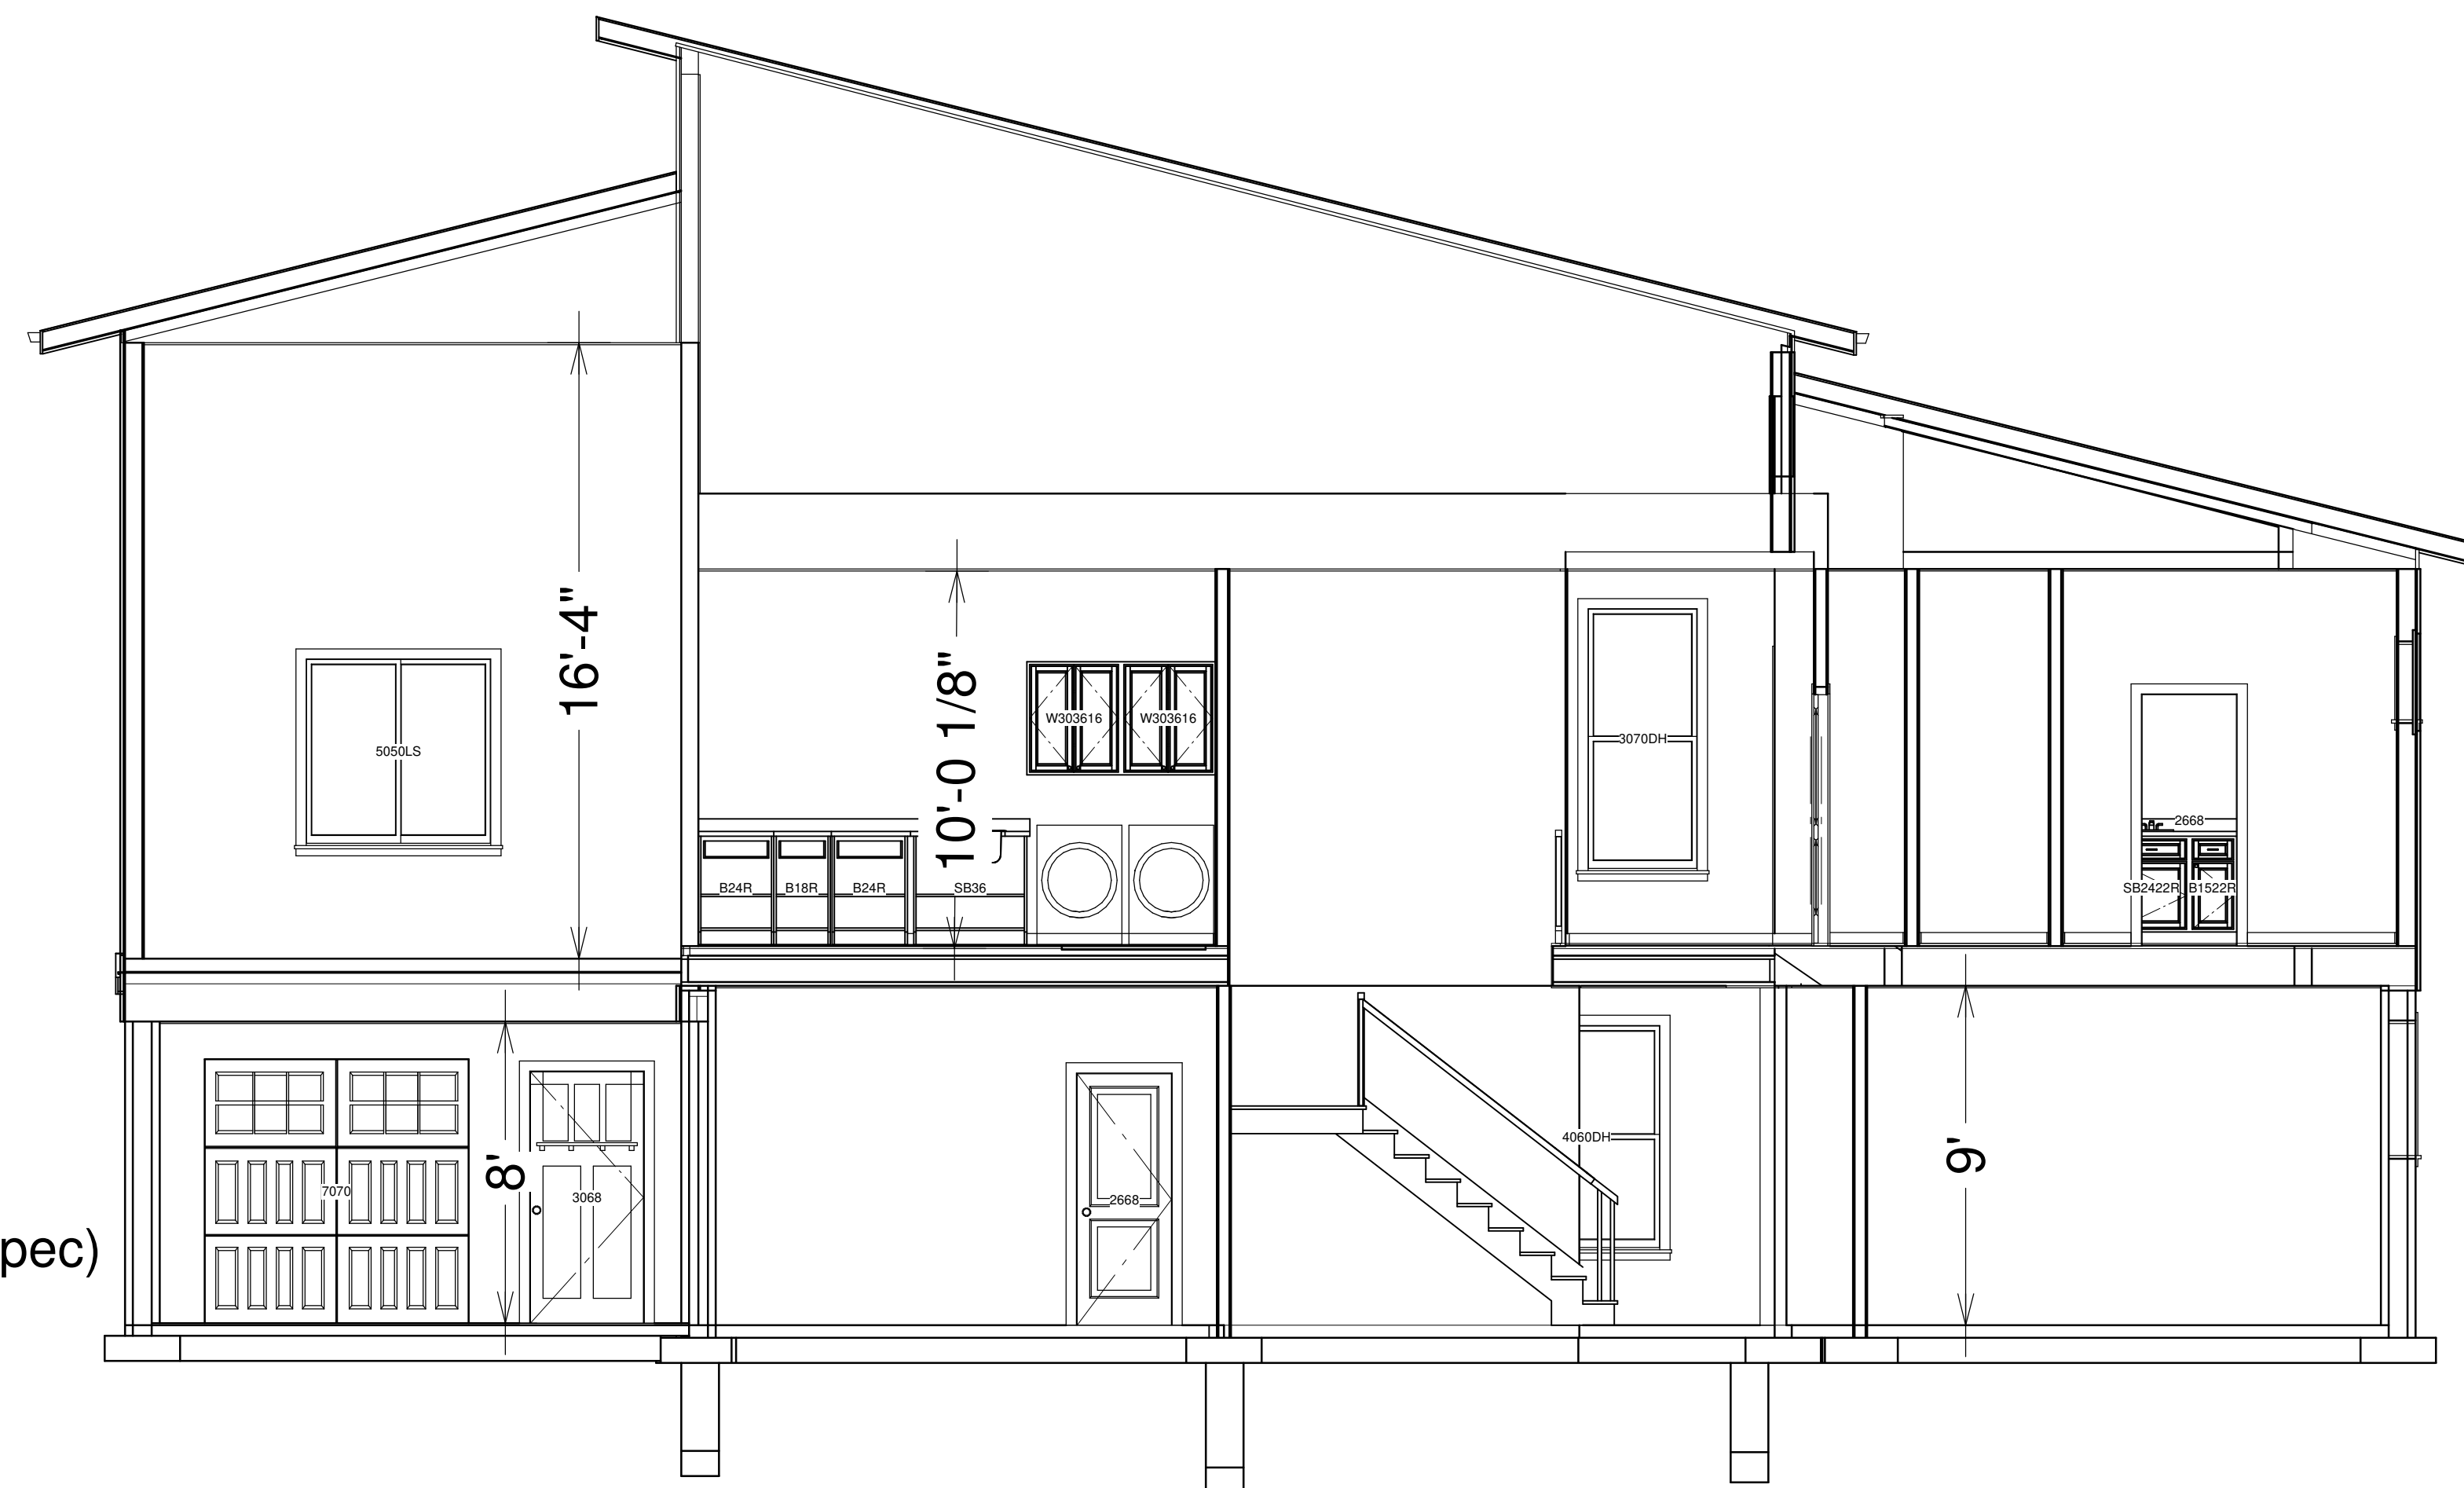 16'-4"
10'-0 1/8"
W303616
W303616
5050LS
3070DH
2668
B24R
B18R
B24R
SB36
SB2422R
B1522R
8'
9'
4060DH
7070
3068
2668
pec)